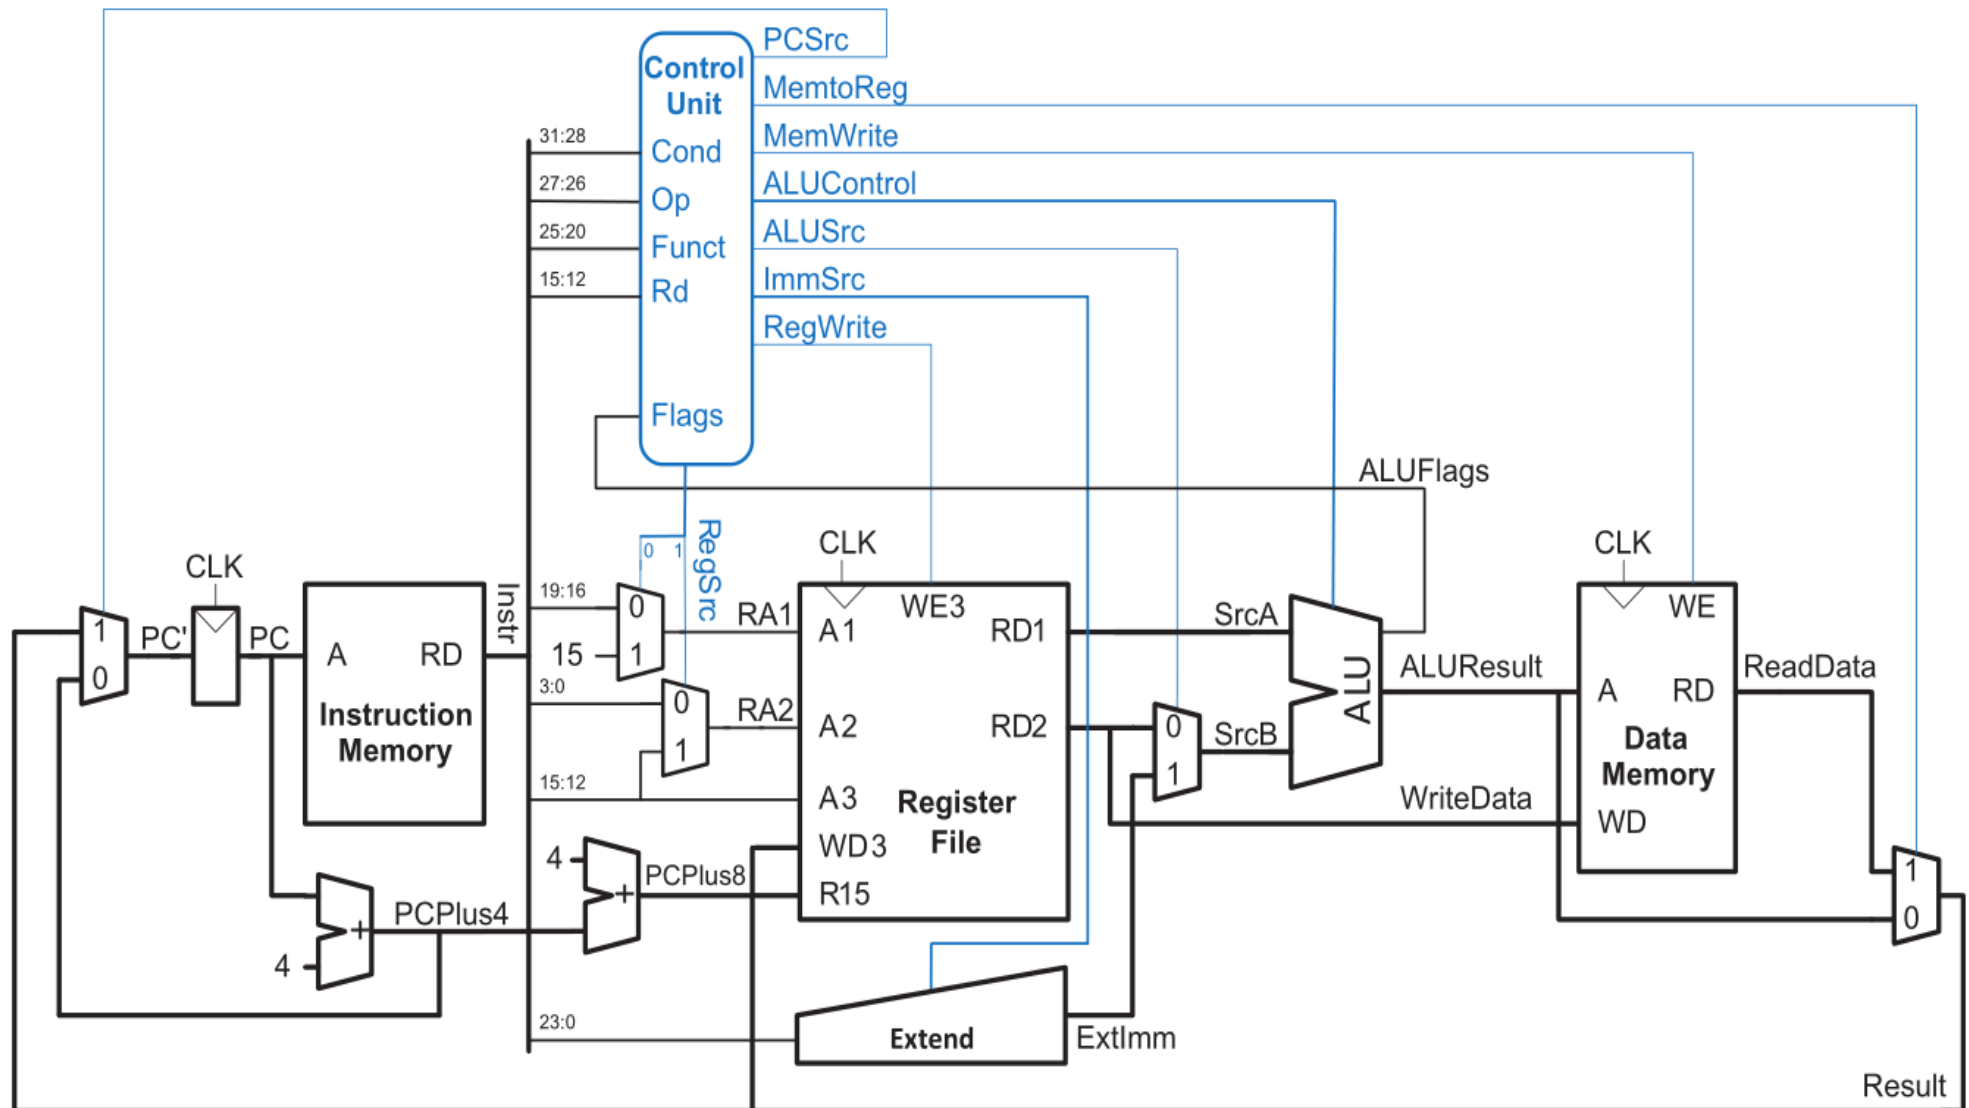 PCSrc
Control
Unit
MemtoReg
MemWrite
31:28
Cond
ALUControl
27:26
Op
ALUSrc
25:20
Funct
ImmSrc
15:12
Rd
RegWrite
Flags
ALUFlags
RegSrc
0 1
CLK
CLK
CLK
Instr
19:16
0
RA1
A1
WE3
RD1
SrcA
WE
1
PC'
PC
A
RD
15
1
0
3:0
0
RA2
A2
RD2
0
SrcB
ALU
ALUResult
A
RD
ReadData
Instruction
Memory
1
1
Data
Memory
15:12
A3
Register
File
WriteData
WD
4
WD3
+
PCPlus8
R15
1
0
PCPlus4
+
4
23:0
Extend
ExtImm
Result